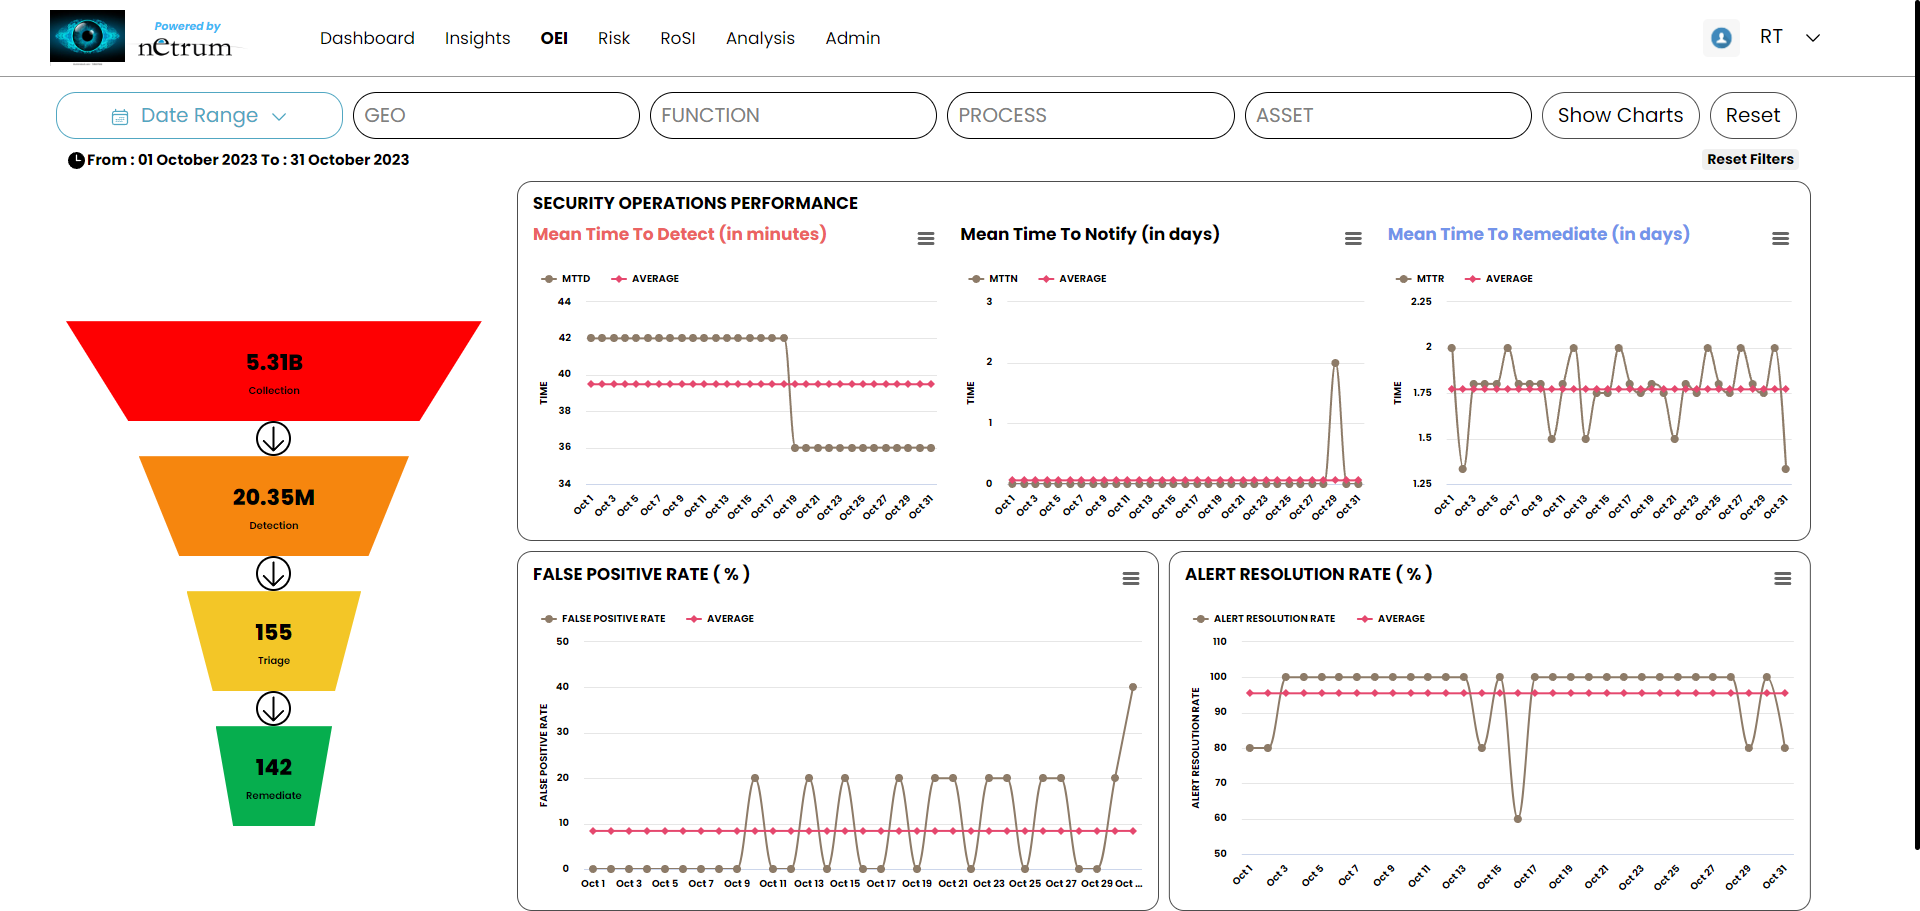 Powered by
netrum
Dashboard Insights OEI Risk RoSI Analysis Admin
RT
Date Range GEO FUNCTION PROCESS ASSET Show Charts Reset
From : 01 October 2023 To : 31 October 2023
Reset Filters
5.31B
Collection
20.35M
Detection
155
Triage
142
Remediate
SECURITY OPERATIONS PERFORMANCE
Mean Time To Detect (in minutes)
MTTD AVERAGE
TIME
44
42
40
38
36
34
Oct 1 Oct 3 Oct 5 Oct 7 Oct 9 Oct 11 Oct 13 Oct 15 Oct 17 Oct 19 Oct 21 Oct 23 Oct 25 Oct 27 Oct 29 Oct 31
Mean Time To Notify (in days)
MTTN AVERAGE
TIME
3
2
1
0
Oct 1 Oct 3 Oct 5 Oct 7 Oct 9 Oct 11 Oct 13 Oct 15 Oct 17 Oct 19 Oct 21 Oct 23 Oct 25 Oct 27 Oct 29 Oct 31
Mean Time To Remediate (in days)
MTTR AVERAGE
TIME
2.25
2
1.75
1.5
1.25
Oct 1 Oct 3 Oct 5 Oct 7 Oct 9 Oct 11 Oct 13 Oct 15 Oct 17 Oct 19 Oct 21 Oct 23 Oct 25 Oct 27 Oct 29 Oct 31
FALSE POSITIVE RATE ( % )
FALSE POSITIVE RATE AVERAGE
FALSE POSITIVE RATE
50
40
30
20
10
0
Oct 1 Oct 3 Oct 5 Oct 7 Oct 9 Oct 11 Oct 13 Oct 15 Oct 17 Oct 19 Oct 21 Oct 23 Oct 25 Oct 27 Oct 29 Oct ...
ALERT RESOLUTION RATE ( % )
ALERT RESOLUTION RATE AVERAGE
ALERT RESOLUTION RATE
110
100
90
80
70
60
50
Oct 1 Oct 3 Oct 5 Oct 7 Oct 9 Oct 11 Oct 13 Oct 15 Oct 17 Oct 19 Oct 21 Oct 23 Oct 25 Oct 27 Oct 29 Oct 31